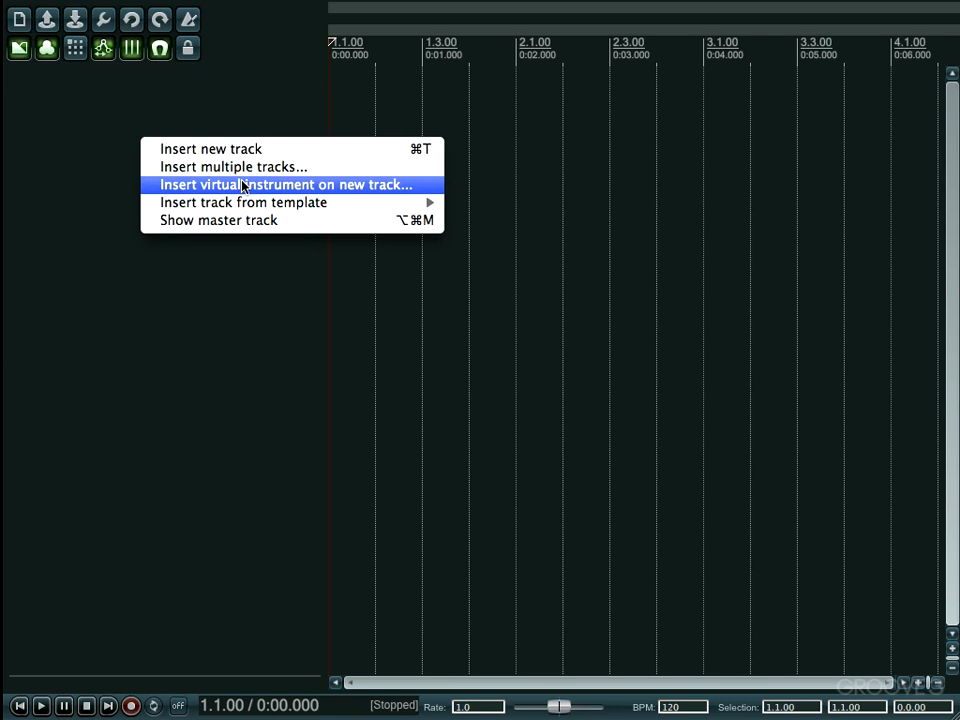 1.1.00 1.3.00 2.1.00 2.3.00 3.1.00 3.3.00 4.1.00
0:00.000 0:01.000 0:02.000 0:03.000 0:04.000 0:05.000 0:06.000
Insert new track ⌘T
Insert multiple tracks...
Insert virtual instrument on new track...
Insert track from template
Show master track ⌥⌘M
GROOVE3
off 1.1.00 / 0:00.000 [Stopped] Rate: 1.0 BPM: 120 Selection: 1.1.00 1.1.00 0.0.00